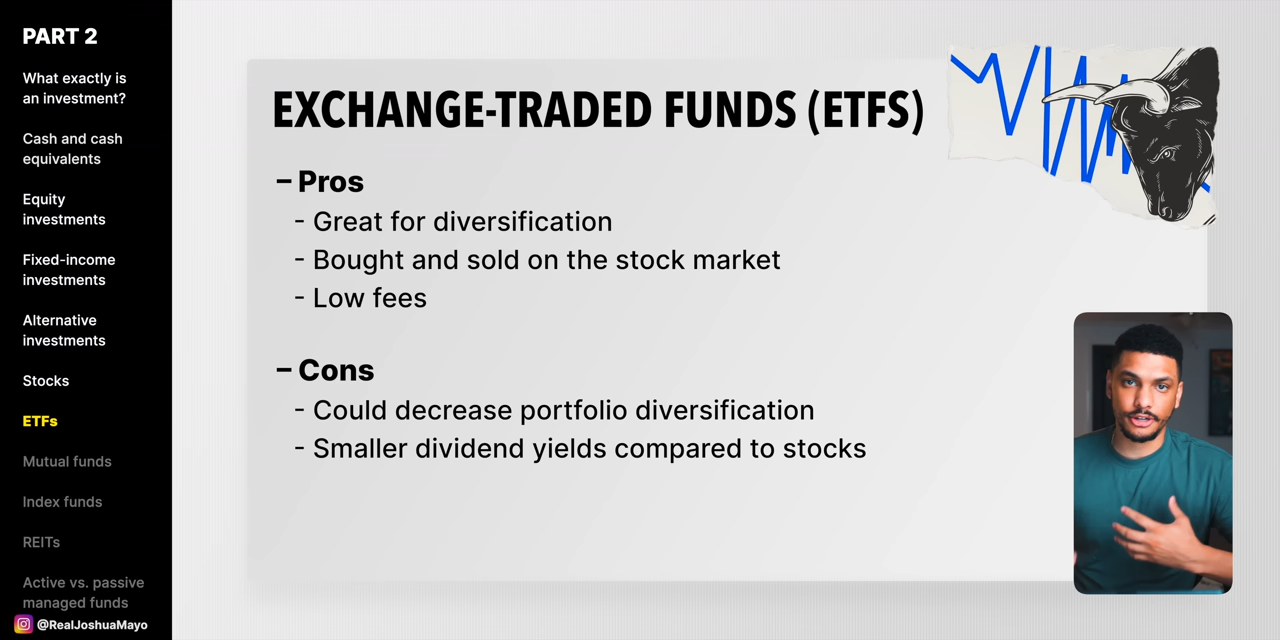 PART 2
What exactly is
an investment?
Cash and cash
equivalents
Equity
investments
Fixed-income
investments
Alternative
investments
Stocks
ETFs
Mutual funds
Index funds
REITs
Active vs. passive
managed funds
@RealJoshuaMayo
EXCHANGE-TRADED FUNDS (ETFS)
– Pros
- Great for diversification
- Bought and sold on the stock market
- Low fees
– Cons
- Could decrease portfolio diversification
- Smaller dividend yields compared to stocks